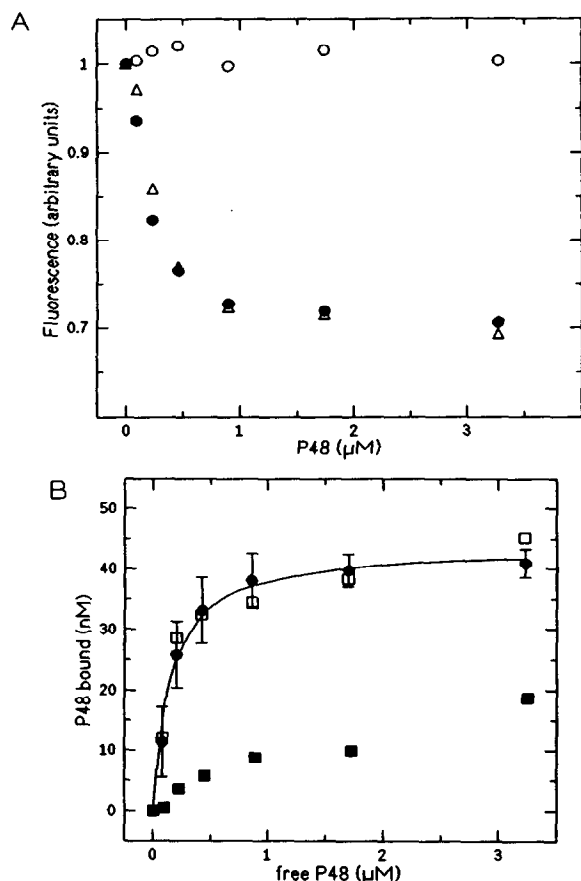 A
Fluorescence (arbitrary units)
1
0.9
0.8
0.7
0 1 2 3
P48 (µM)
B
P48 bound (nM)
50
40
30
20
10
0
0 1 2 3
free P48 (µM)